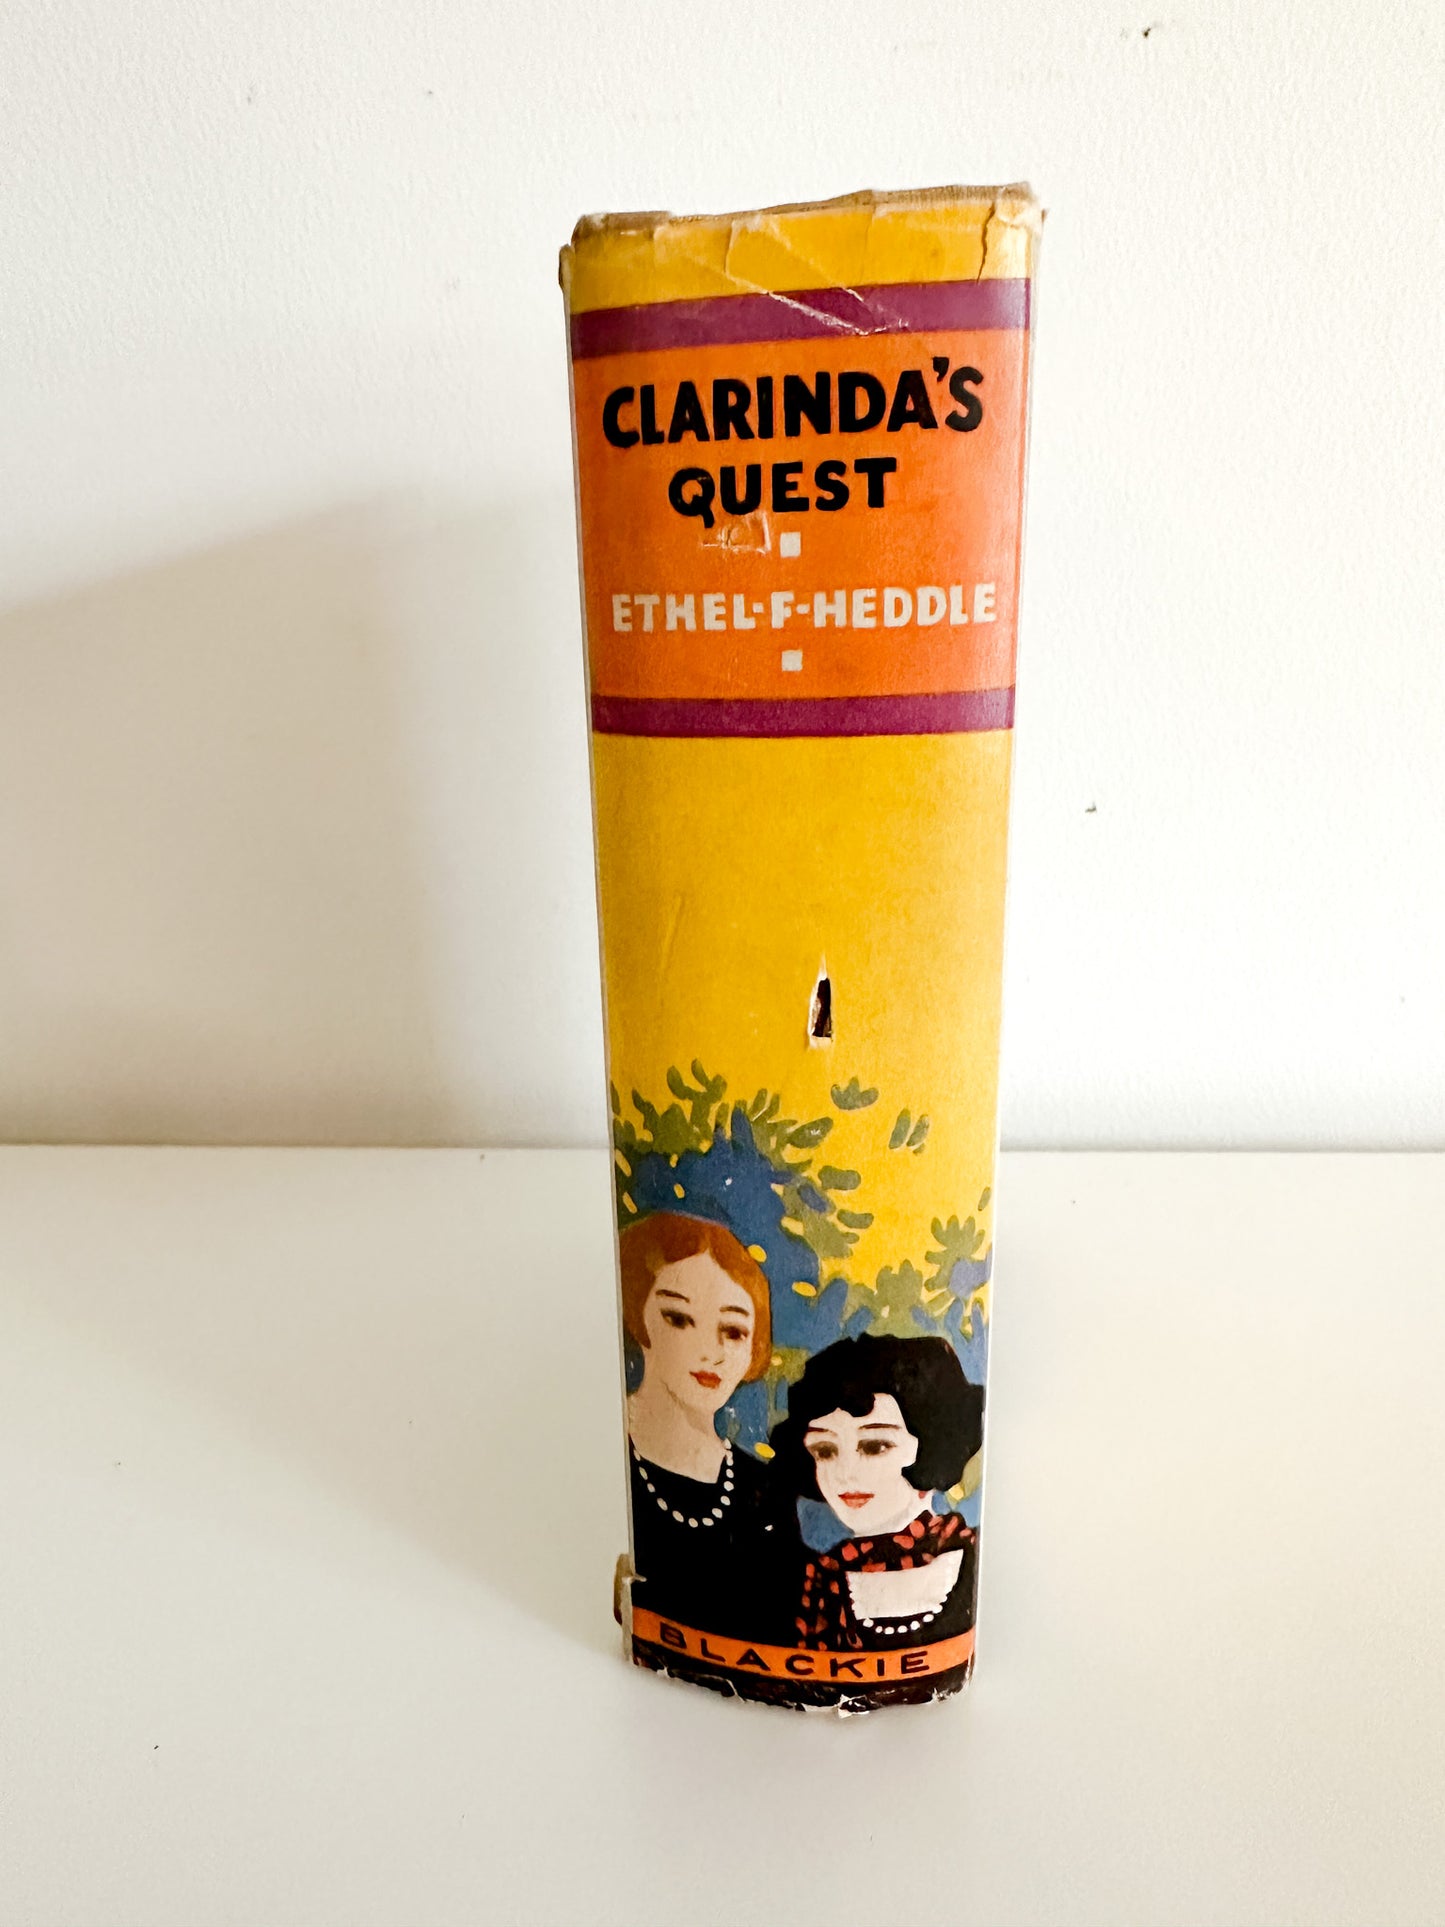 CLARINDA'S
QUEST
ETHEL·F·HEDDLE
BLACKIE